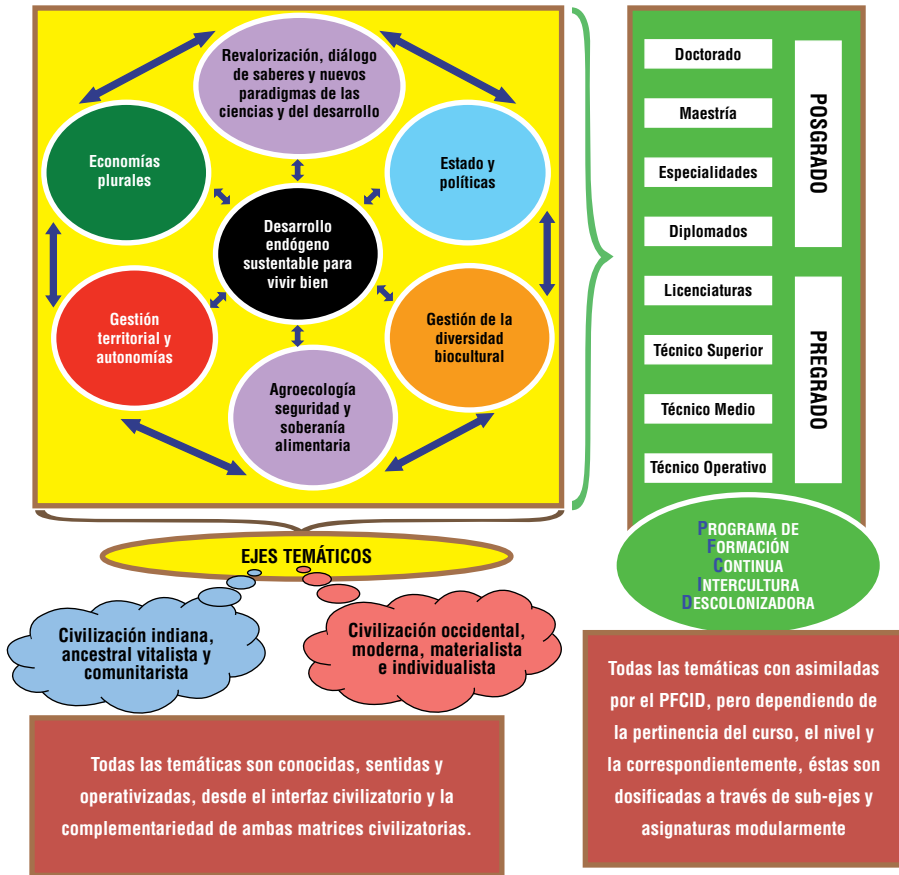 Revalorización, diálogo
de saberes y nuevos
paradigmas de las
ciencias y del desarrollo
Economías
plurales
Estado y
políticas
Desarrollo
endógeno
sustentable para
vivir bien
Gestión
territorial y
autonomías
Gestión de la
diversidad
biocultural
Agroecología
seguridad y
soberanía
alimentaria
EJES TEMÁTICOS
Civilización indiana,
ancestral vitalista y
comunitarista
Civilización occidental,
moderna, materialista
e individualista
Todas las temáticas son conocidas, sentidas y
operativizadas, desde el interfaz civilizatorio y la
complementariedad de ambas matrices civilizatorias.
Doctorado
Maestría
Especialidades
Diplomados
POSGRADO
Licenciaturas
Técnico Superior
Técnico Medio
Técnico Operativo
PREGRADO
PROGRAMA DE
FORMACIÓN
CONTINUA
INTERCULTURA
DESCOLONIZADORA
Todas las temáticas con asimiladas
por el PFCID, pero dependiendo de
la pertinencia del curso, el nivel y
la correspondientemente, éstas son
dosificadas a través de sub-ejes y
asignaturas modularmente